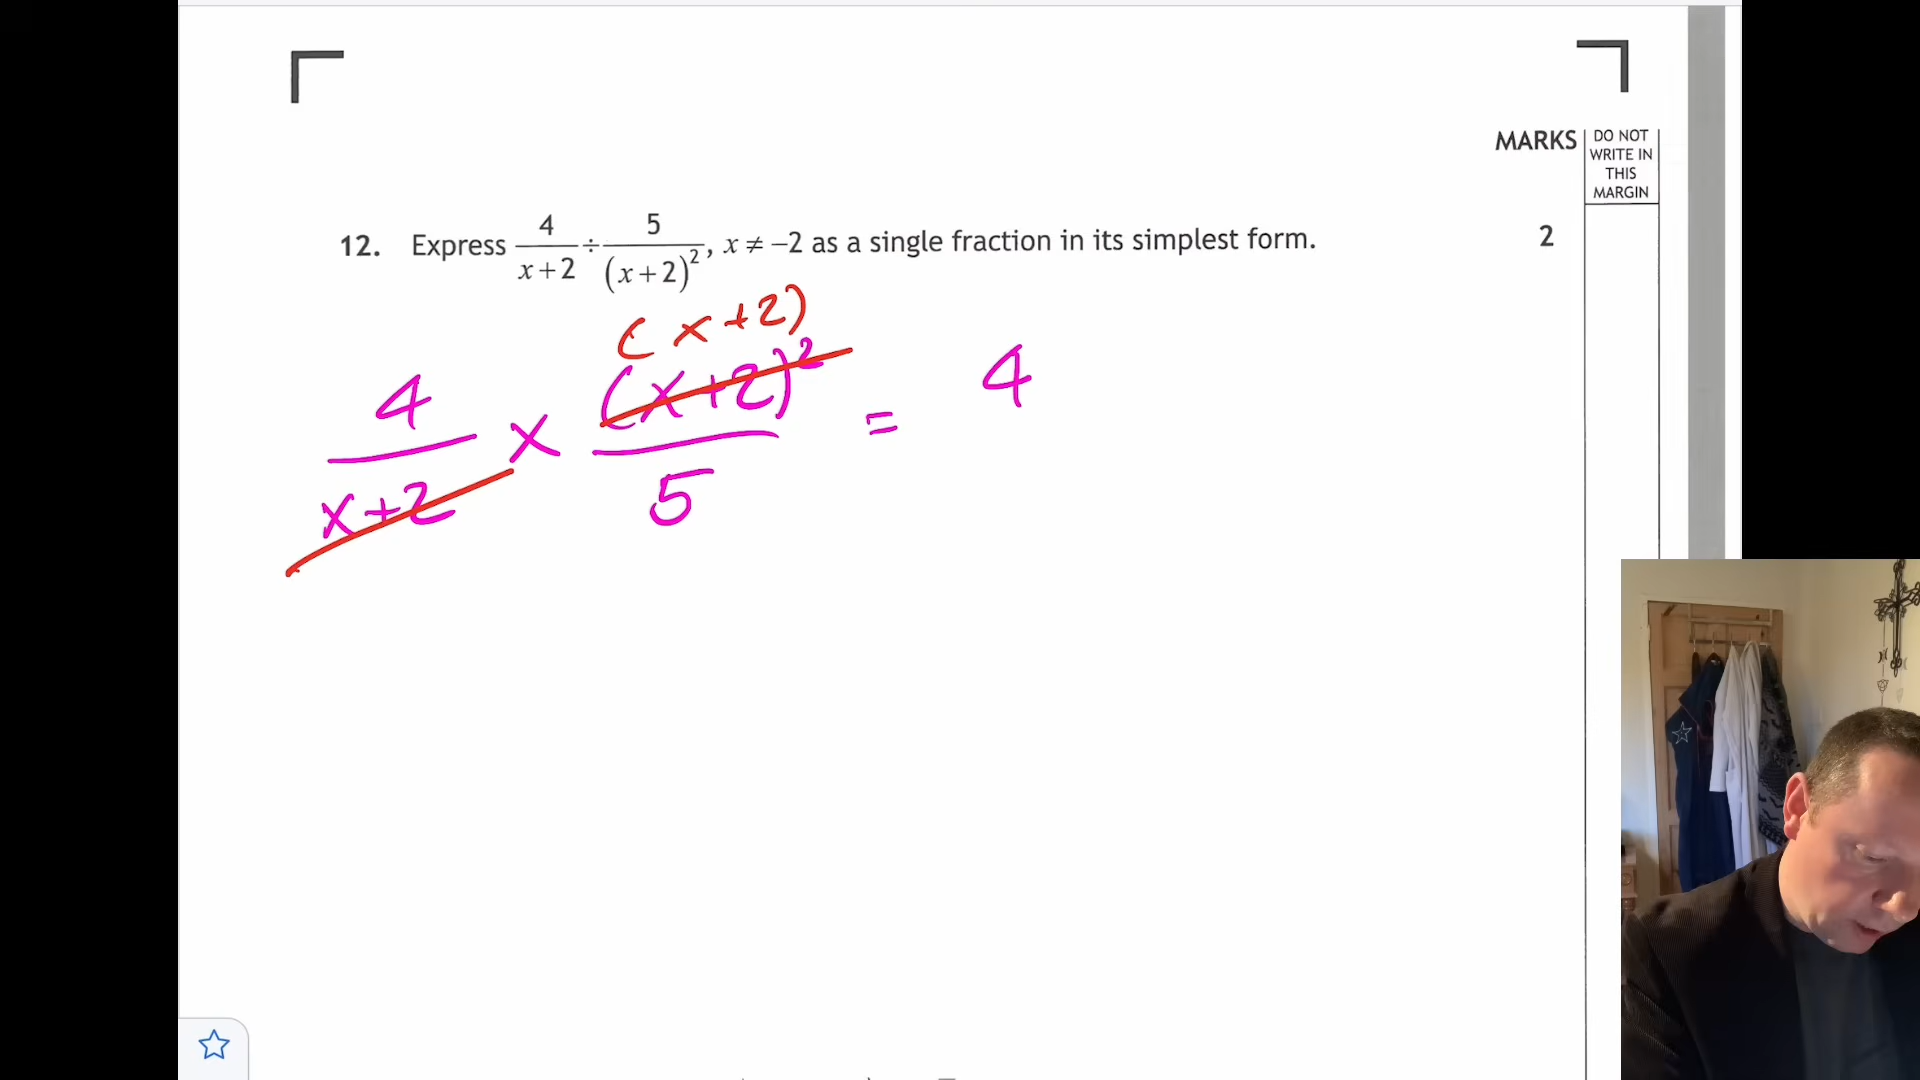 MARKS
DO NOT
WRITE IN
THIS
MARGIN
12. Express 4/(x+2) ÷ 5/(x+2)², x ≠ −2 as a single fraction in its simplest form. 2
(x+2)
4/(x+2) × (x+2)²/5 = 4